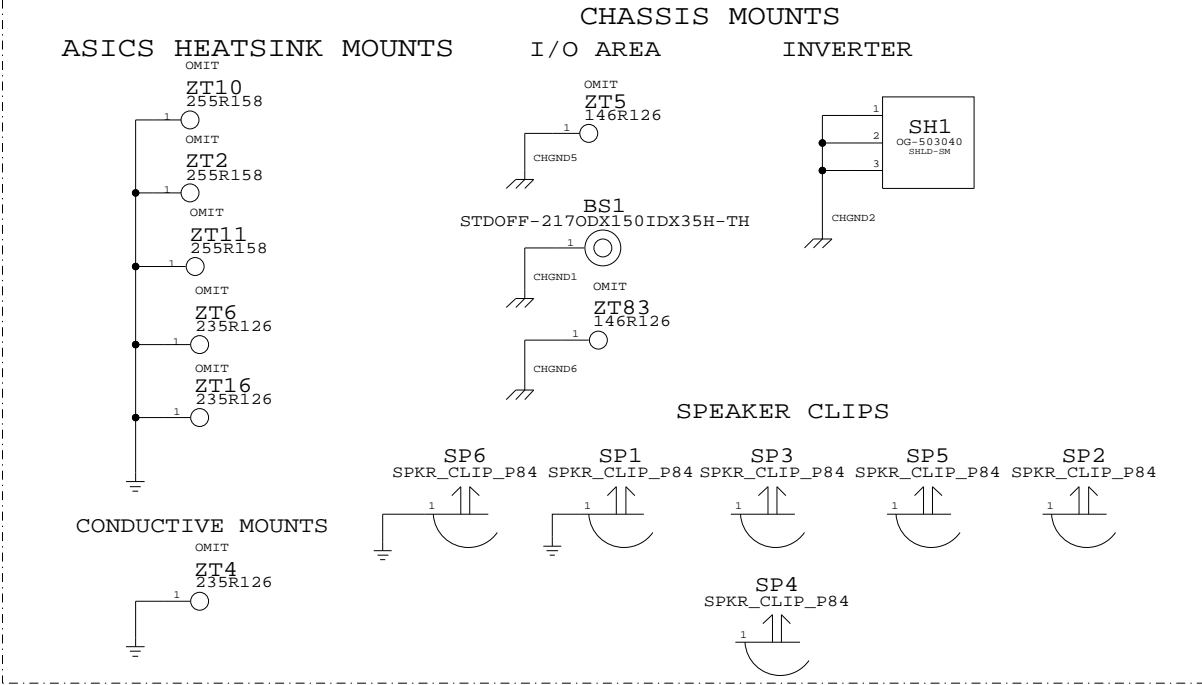 CHASSIS MOUNTS
ASICS HEATSINK MOUNTS
I/O AREA
INVERTER
OMIT
ZT10
255R158
1
OMIT
ZT2
255R158
1
OMIT
ZT11
255R158
1
OMIT
ZT6
235R126
1
OMIT
ZT16
235R126
1
OMIT
ZT5
146R126
1
CHGND5
BS1
STDOFF-217ODX150IDX35H-TH
1
CHGND1
OMIT
ZT83
146R126
1
CHGND6
1
2
3
SH1
OG-503040
SHLD-SM
CHGND2
SPEAKER CLIPS
SP6
SPKR_CLIP_P84
1
SP1
SPKR_CLIP_P84
1
SP3
SPKR_CLIP_P84
1
SP5
SPKR_CLIP_P84
1
SP2
SPKR_CLIP_P84
1
SP4
SPKR_CLIP_P84
1
CONDUCTIVE MOUNTS
OMIT
ZT4
235R126
1